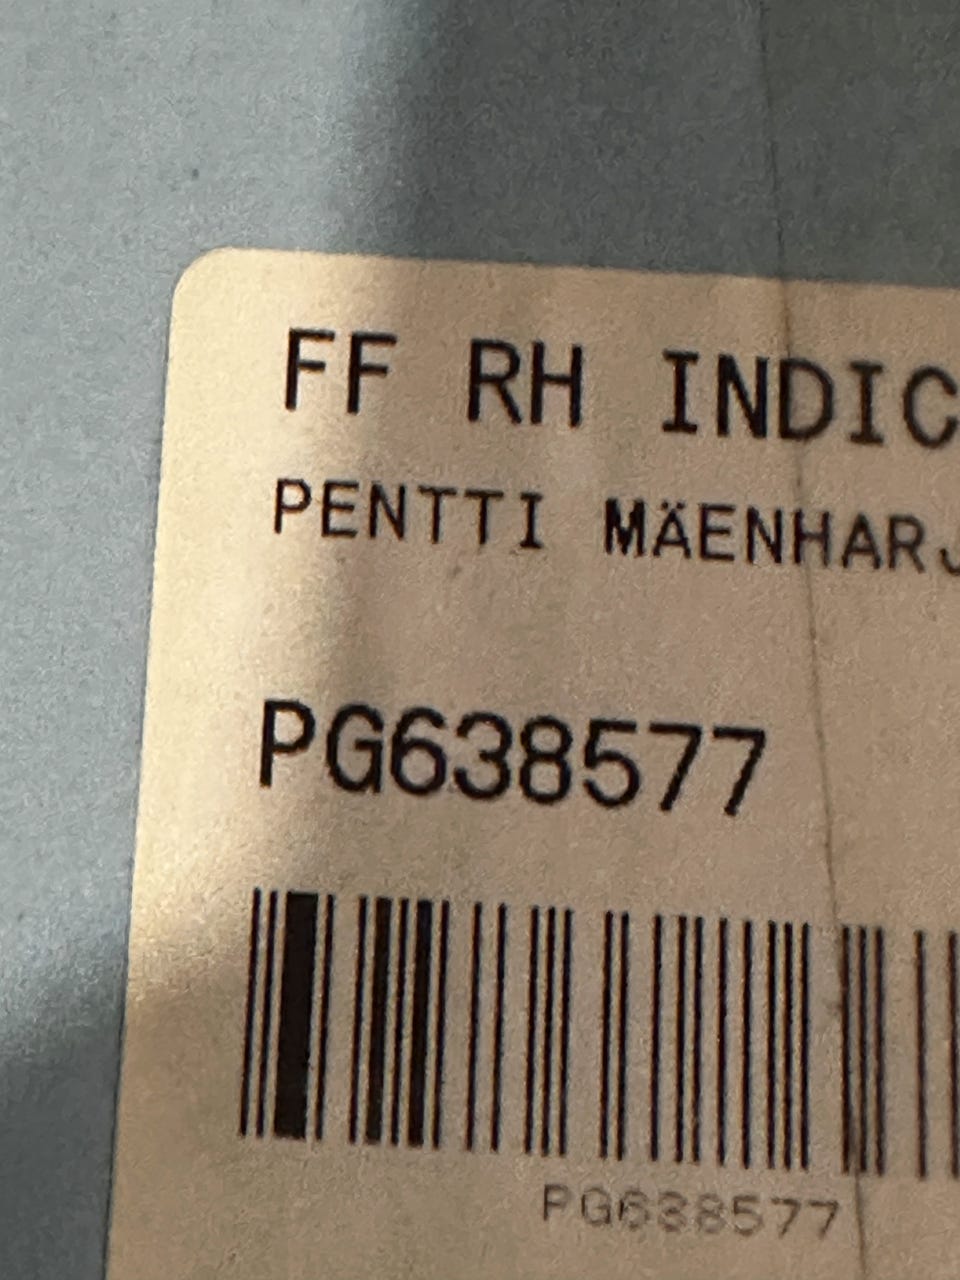 FF RH INDIC
PENTTI MÄENHARJ
PG638577
PG638577